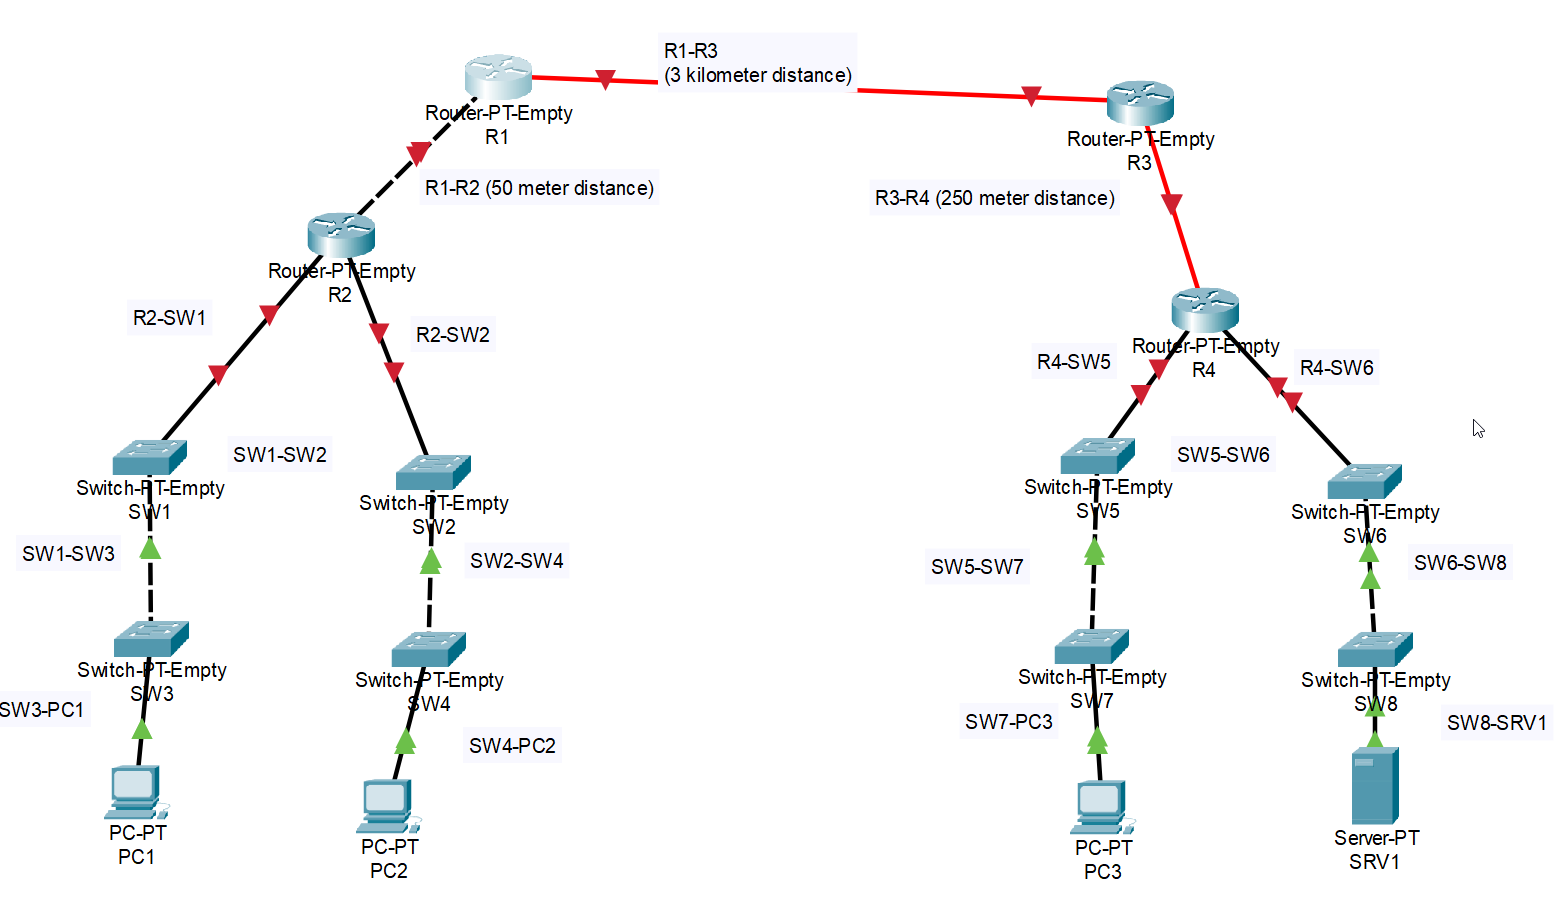 R1-R3
(3 kilometer distance)
Router-PT-Empty
R1
Router-PT-Empty
R3
R1-R2 (50 meter distance)
R3-R4 (250 meter distance)
Router-PT-Empty
R2
R2-SW1
R2-SW2
Router-PT-Empty
R4
R4-SW5
R4-SW6
SW1-SW2
SW5-SW6
Switch-PT-Empty
SW1
Switch-PT-Empty
SW2
Switch-PT-Empty
SW5
Switch-PT-Empty
SW6
SW1-SW3
SW2-SW4
SW5-SW7
SW6-SW8
Switch-PT-Empty
SW3
Switch-PT-Empty
SW4
Switch-PT-Empty
SW7
Switch-PT-Empty
SW8
SW3-PC1
SW4-PC2
SW7-PC3
SW8-SRV1
PC-PT
PC1
PC-PT
PC2
PC-PT
PC3
Server-PT
SRV1